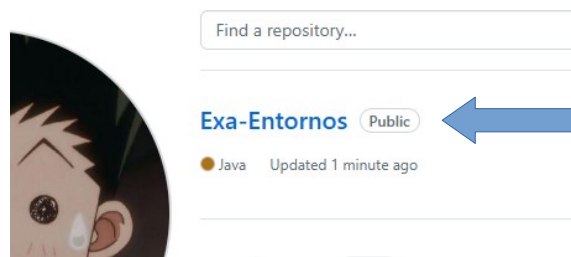 Find a repository...
Exa-Entornos Public
Java Updated 1 minute ago